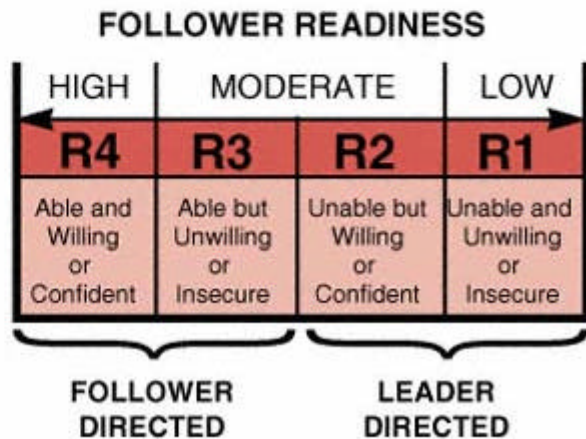 FOLLOWER READINESS
HIGH MODERATE LOW
R4 R3 R2 R1
Able and
Willing
or
Confident
Able but
Unwilling
or
Insecure
Unable but
Willing
or
Confident
Unable and
Unwilling
or
Insecure
FOLLOWER
DIRECTED
LEADER
DIRECTED